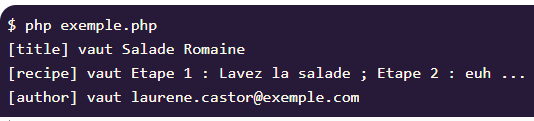 $ php exemple.php
[title] vaut Salade Romaine
[recipe] vaut Etape 1 : Lavez la salade ; Etape 2 : euh ...
[author] vaut laurene.castor@exemple.com